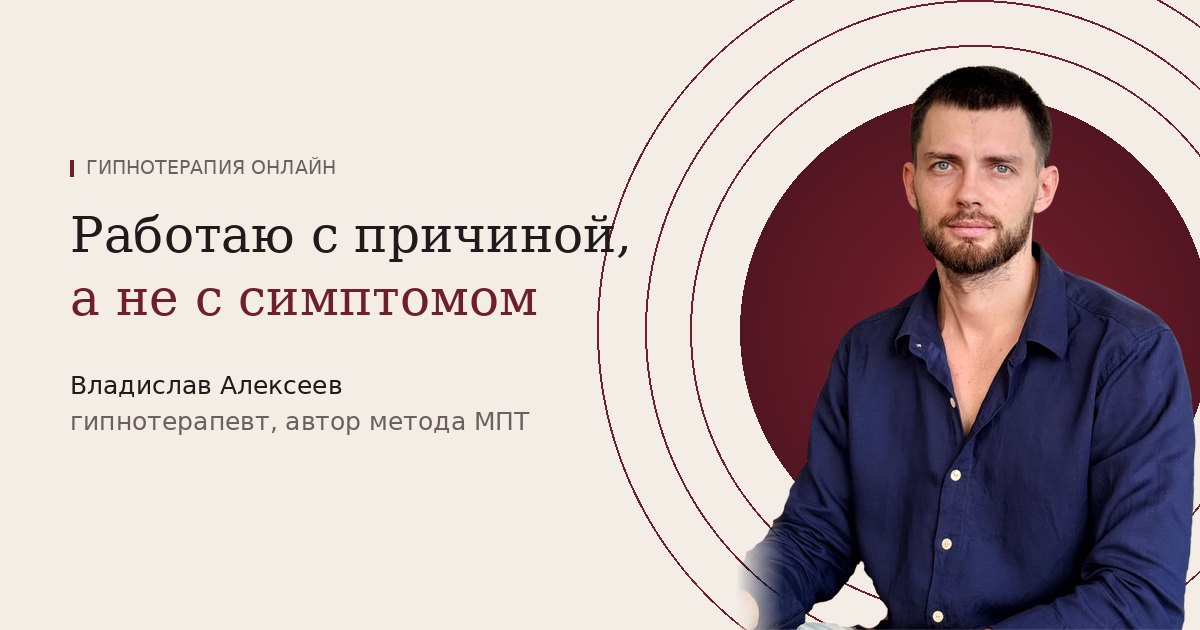 ГИПНОТЕРАПИЯ ОНЛАЙН
Работаю с причиной,
а не с симптомом
Владислав Алексеев
гипнотерапевт, автор метода МПТ